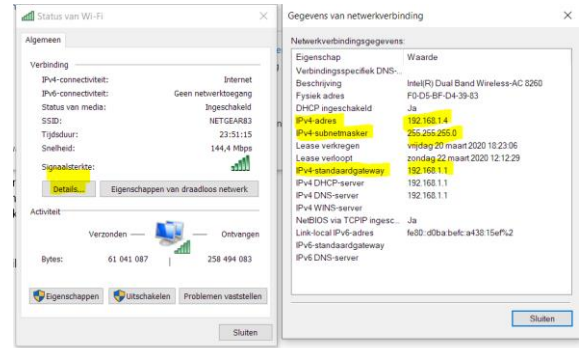 Status van Wi-Fi
Algemeen
Verbinding
IPv4-connectiviteit: Internet
IPv6-connectiviteit: Geen netwerktoegang
Status van media: Ingeschakeld
SSID: NETGEAR83
Tijdsduur: 23:51:15
Snelheid: 144,4 Mbps
Signaalsterkte:
Details... Eigenschappen van draadloos netwerk
Activiteit
Verzonden Ontvangen
Bytes: 61 041 087 258 494 083
Eigenschappen Uitschakelen Problemen vaststellen
Sluiten
Gegevens van netwerkverbinding
Netwerkverbindingsgegevens:
Eigenschap Waarde
Verbindingsspecifiek DNS-...
Beschrijving Intel(R) Dual Band Wireless-AC 8260
Fysiek adres F0-D5-BF-D4-39-83
DHCP ingeschakeld Ja
IPv4-adres 192.168.1.4
IPv4-subnetmasker 255.255.255.0
Lease verkregen vrijdag 20 maart 2020 18:23:06
Lease verloopt zondag 22 maart 2020 12:12:29
IPv4-standaardgateway 192.168.1.1
IPv4 DHCP-server 192.168.1.1
IPv4 DNS-server 192.168.1.1
IPv4 WINS-server
NetBIOS via TCPIP ingesc... Ja
Link-local IPv6-adres fe80::d0ba:befc:a438:15ef%2
IPv6-standaardgateway
IPv6 DNS-server
Sluiten